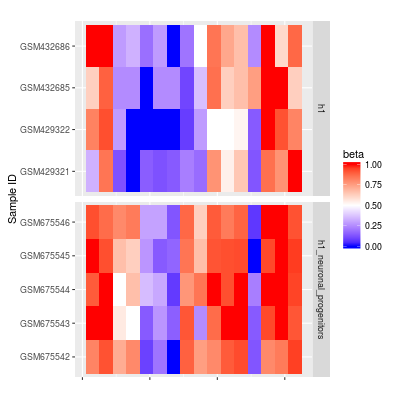 GSM432686
GSM432685
GSM429322
GSM429321
h1
GSM675546
GSM675545
GSM675544
GSM675543
GSM675542
h1_neuronal_progenitors
Sample ID
beta
1.00
0.75
0.50
0.25
0.00